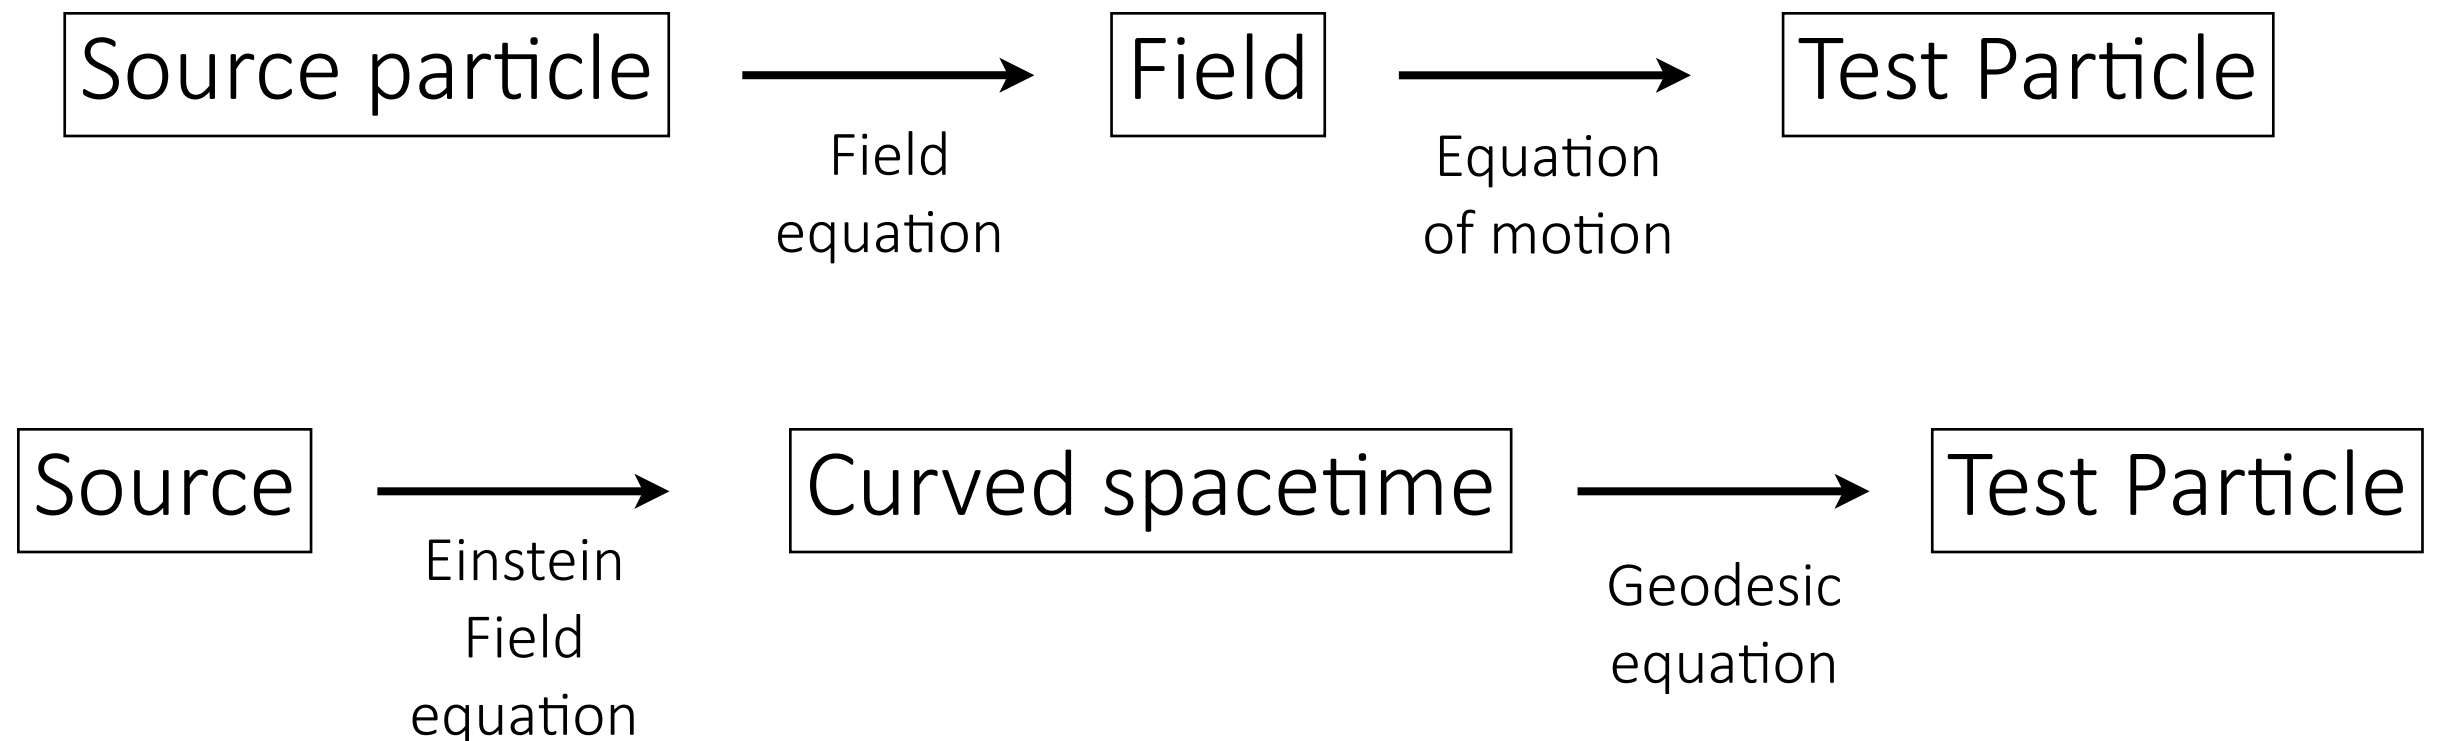 Source particle
Field
Test Particle
Field
equation
Equation
of motion
Source
Curved spacetime
Test Particle
Einstein
Field
equation
Geodesic
equation